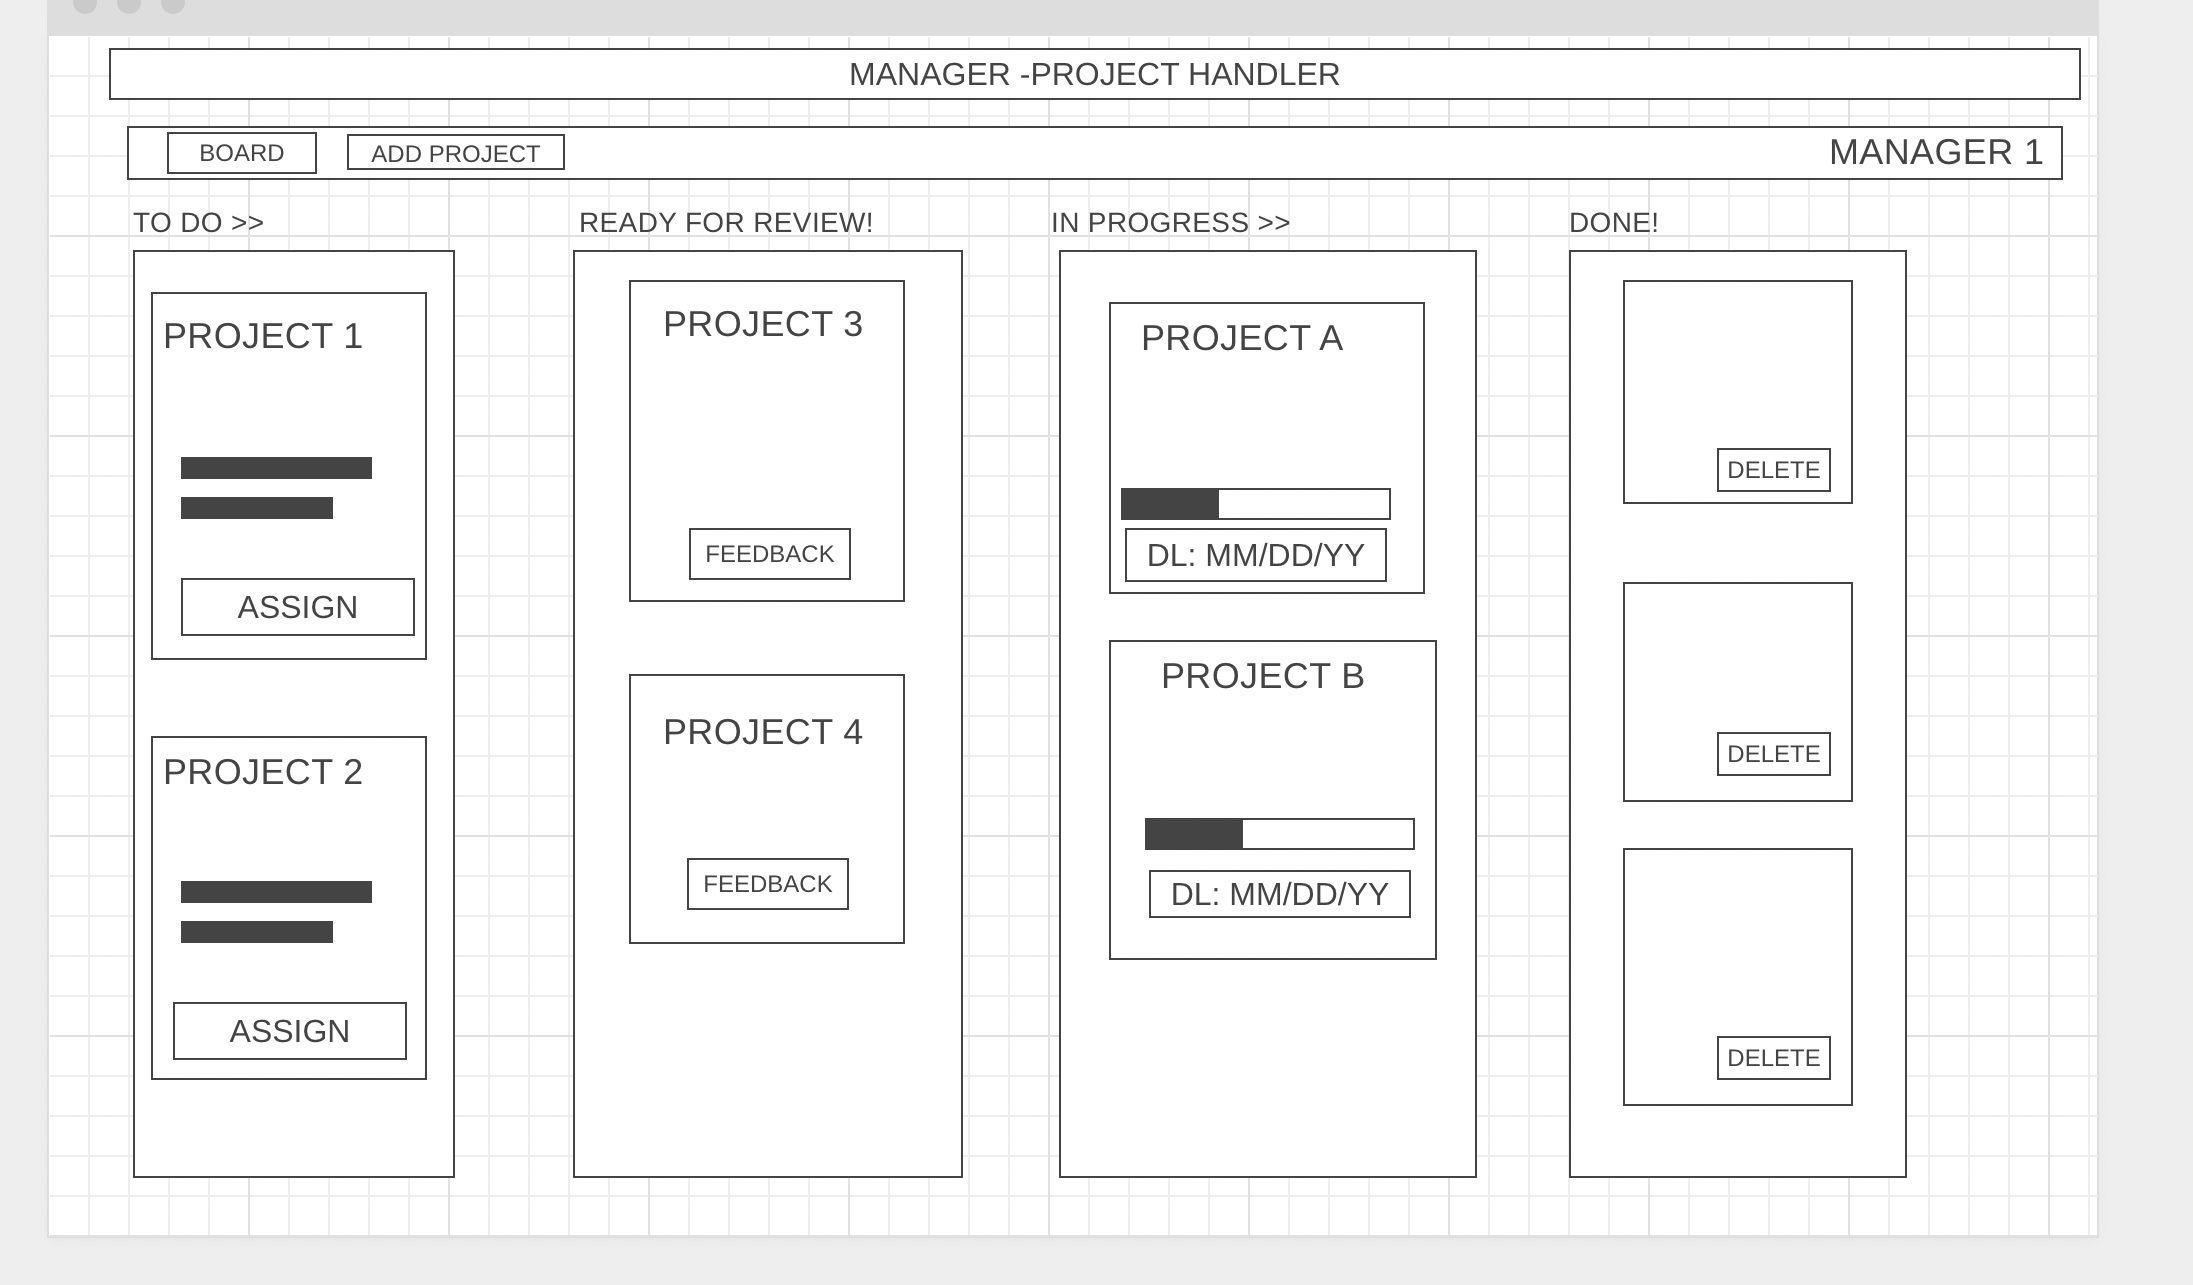 MANAGER -PROJECT HANDLER
BOARD
ADD PROJECT
MANAGER 1
TO DO >>
PROJECT 1
ASSIGN
PROJECT 2
ASSIGN
READY FOR REVIEW!
PROJECT 3
FEEDBACK
PROJECT 4
FEEDBACK
IN PROGRESS >>
PROJECT A
DL: MM/DD/YY
PROJECT B
DL: MM/DD/YY
DONE!
DELETE
DELETE
DELETE